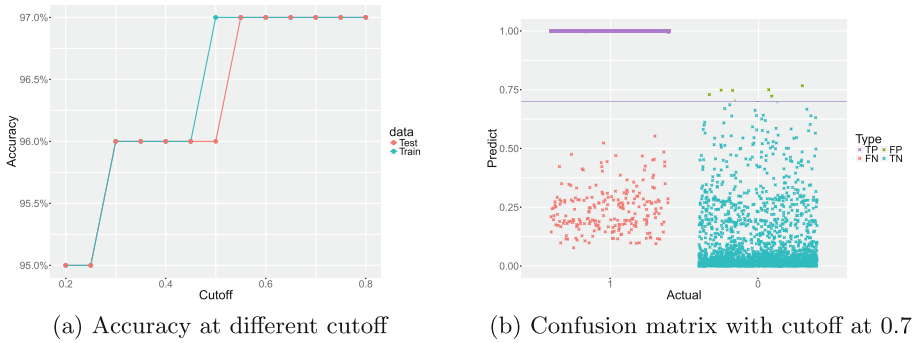 97.0%
96.5%
96.0%
95.5%
95.0%
Accuracy
0.2 0.4 0.6 0.8
Cutoff
data
Test
Train
(a) Accuracy at different cutoff
1.00
0.75
0.50
0.25
0.00
Predict
1 0
Actual
Type
TP FP
FN TN
(b) Confusion matrix with cutoff at 0.7